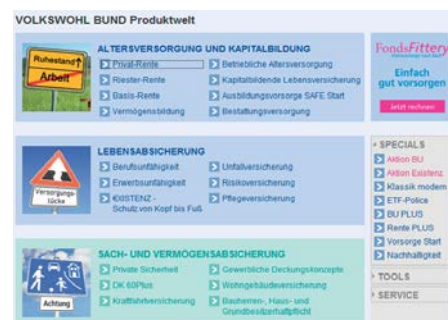 VOLKSWOHL BUND Produktwelt
ALTERSVERSORGUNG UND KAPITALBILDUNG
Ruhestand
Arbeit
Privat-Rente
Riester-Rente
Basis-Rente
Vermögensbildung
Betriebliche Altersversorgung
Kapitalbildende Lebensversicherung
Ausbildungsvorsorge SAFE Start
Bestattungsversorgung
LEBENSABSICHERUNG
Versorgungs-
lücke
Berufsunfähigkeit
Erwerbsunfähigkeit
€XISTENZ -
Schutz von Kopf bis Fuß
Unfallversicherung
Risikoversicherung
Pflegeversicherung
SACH- UND VERMÖGENSABSICHERUNG
Achtung
Private Sicherheit
DK 60Plus
Kraftfahrtversicherung
Gewerbliche Deckungskonzepte
Wohngebäudeversicherung
Bauherren-, Haus- und
Grundbesitzerhaftpflicht
FondsFittery
Einfach
gut vorsorgen
jetzt rechnen
SPECIALS
Aktion BU
Aktion Existenz
Klassik modern
ETF-Police
BU PLUS
Rente PLUS
Vorsorge Start
Nachhaltigkeit
TOOLS
SERVICE